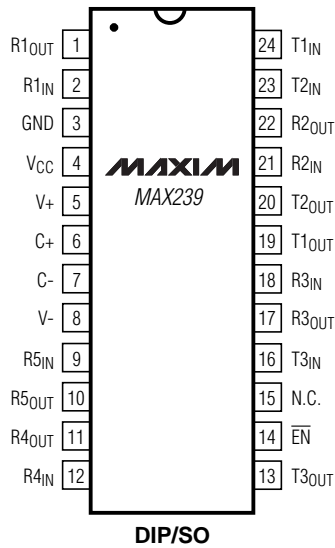 R1OUT 1 24 T1IN
R1IN 2 23 T2IN
GND 3 22 R2OUT
VCC 4 MAXIM 21 R2IN
V+ 5 MAX239 20 T2OUT
C+ 6 19 T1OUT
C- 7 18 R3IN
V- 8 17 R3OUT
R5IN 9 16 T3IN
R5OUT 10 15 N.C.
R4OUT 11 14 E̅N̅
R4IN 12 13 T3OUT
DIP/SO